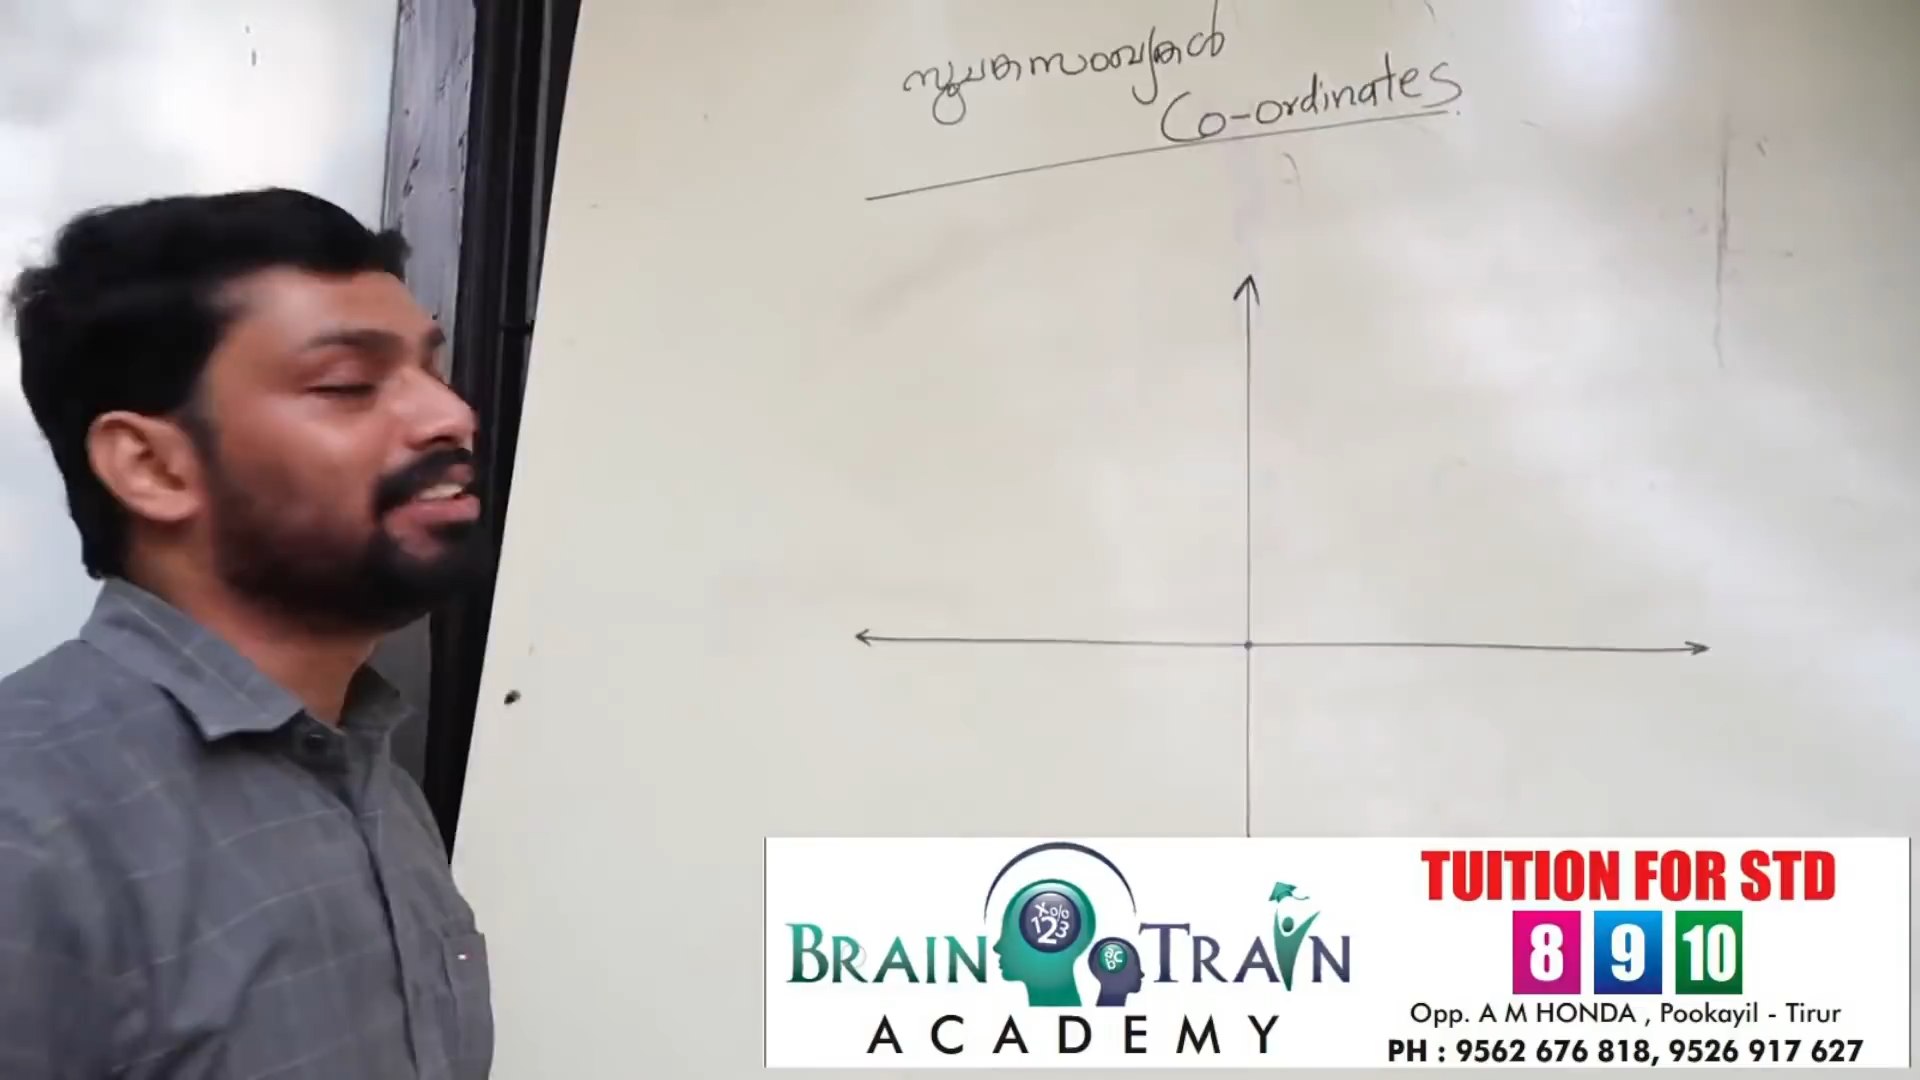 സൂചകസംഖ്യകൾ
Co-ordinates
BRAIN TRAIN
ACADEMY
TUITION FOR STD
8 9 10
Opp. A M HONDA , Pookayil - Tirur
PH : 9562 676 818, 9526 917 627